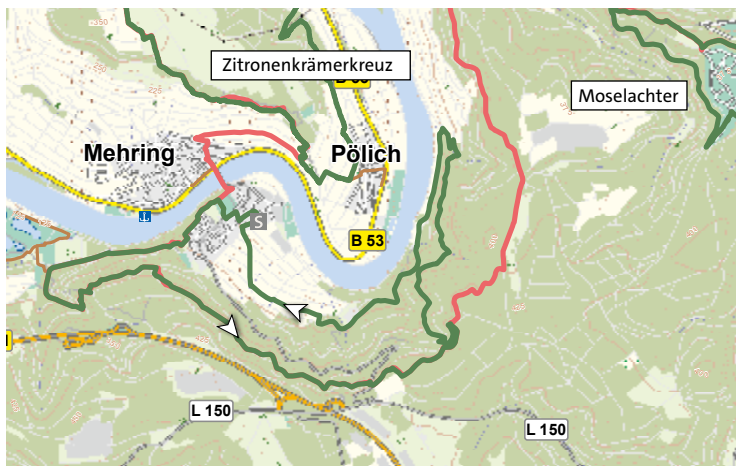 Zitronenkrämerkreuz
Moselachter
Mehring
Pölich
S
B 53
L 150
L 150